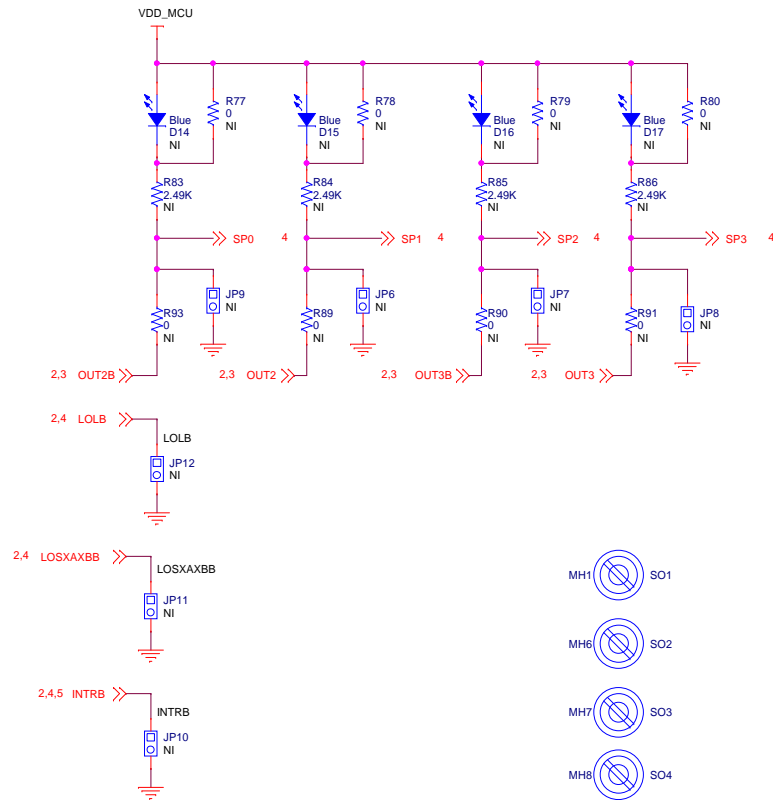 VDD_MCU
Blue
D14
NI
R77
0
NI
Blue
D15
NI
R78
0
NI
Blue
D16
NI
R79
0
NI
Blue
D17
NI
R80
0
NI
R83
2.49K
NI
R84
2.49K
NI
R85
2.49K
NI
R86
2.49K
NI
SP0 4
SP1 4
SP2 4
SP3 4
JP9
NI
JP6
NI
JP7
NI
JP8
NI
R93
0
R89
0
R90
0
R91
0
2,3 OUT2B
2,3 OUT2
2,3 OUT3B
2,3 OUT3
2,4 LOLB
LOLB
JP12
NI
2,4 LOSXAXBB
LOSXAXBB
JP11
NI
2,4,5 INTRB
INTRB
JP10
NI
MH1 SO1
MH6 SO2
MH7 SO3
MH8 SO4